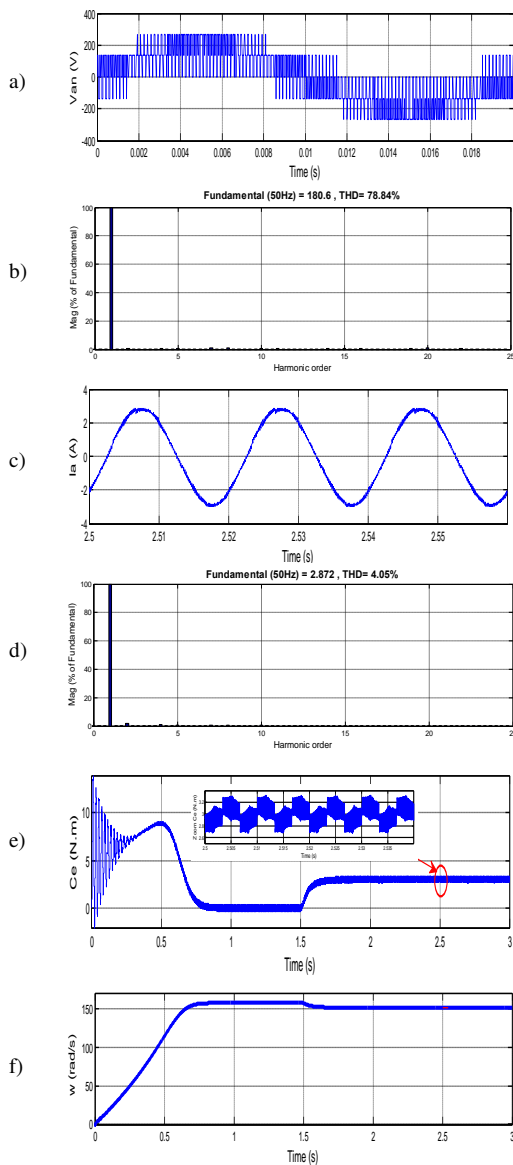 a)
Van (V)
400
200
0
-200
-400
0 0.002 0.004 0.006 0.008 0.01 0.012 0.014 0.016 0.018
Time (s)
Fundamental (50Hz) = 180.6 , THD= 78.84%
b)
Mag (% of Fundamental)
100
80
60
40
20
0
0 5 10 15 20 25
Harmonic order
c)
Ia (A)
4
2
0
-2
-4
2.5 2.51 2.52 2.53 2.54 2.55
Time (s)
Fundamental (50Hz) = 2.872 , THD= 4.05%
d)
Mag (% of Fundamental)
100
80
60
40
20
0
0 5 10 15 20 25
Harmonic order
e)
Ce (N.m)
10
5
0
Zoom Ce (N.m)
Time (s)
0 0.5 1 1.5 2 2.5 3
Time (s)
f)
w (rad/s)
150
100
50
0
0 0.5 1 1.5 2 2.5 3
Time (s)